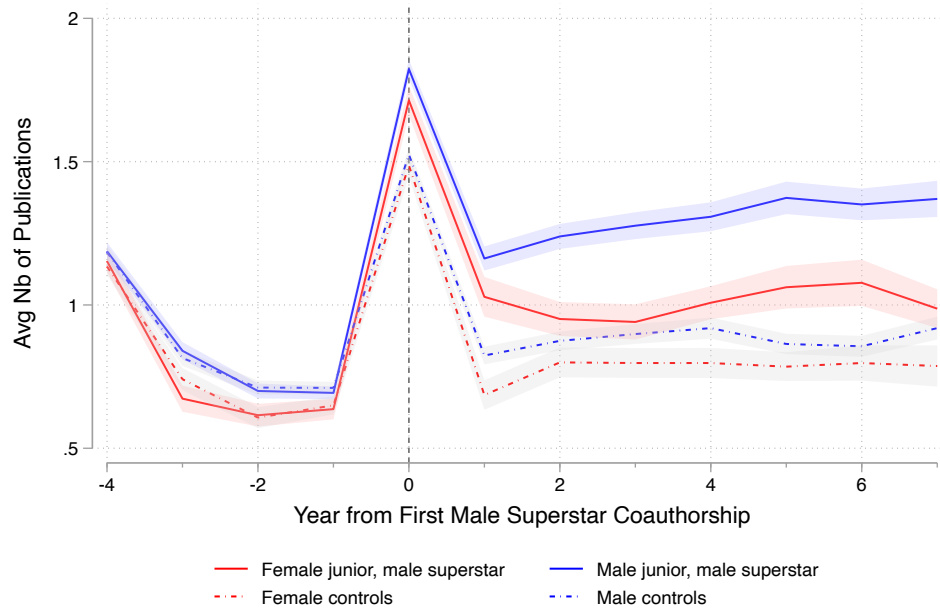 2
1.5
1
.5
Avg Nb of Publications
-4 -2 0 2 4 6
Year from First Male Superstar Coauthorship
Female junior, male superstar Male junior, male superstar
Female controls Male controls